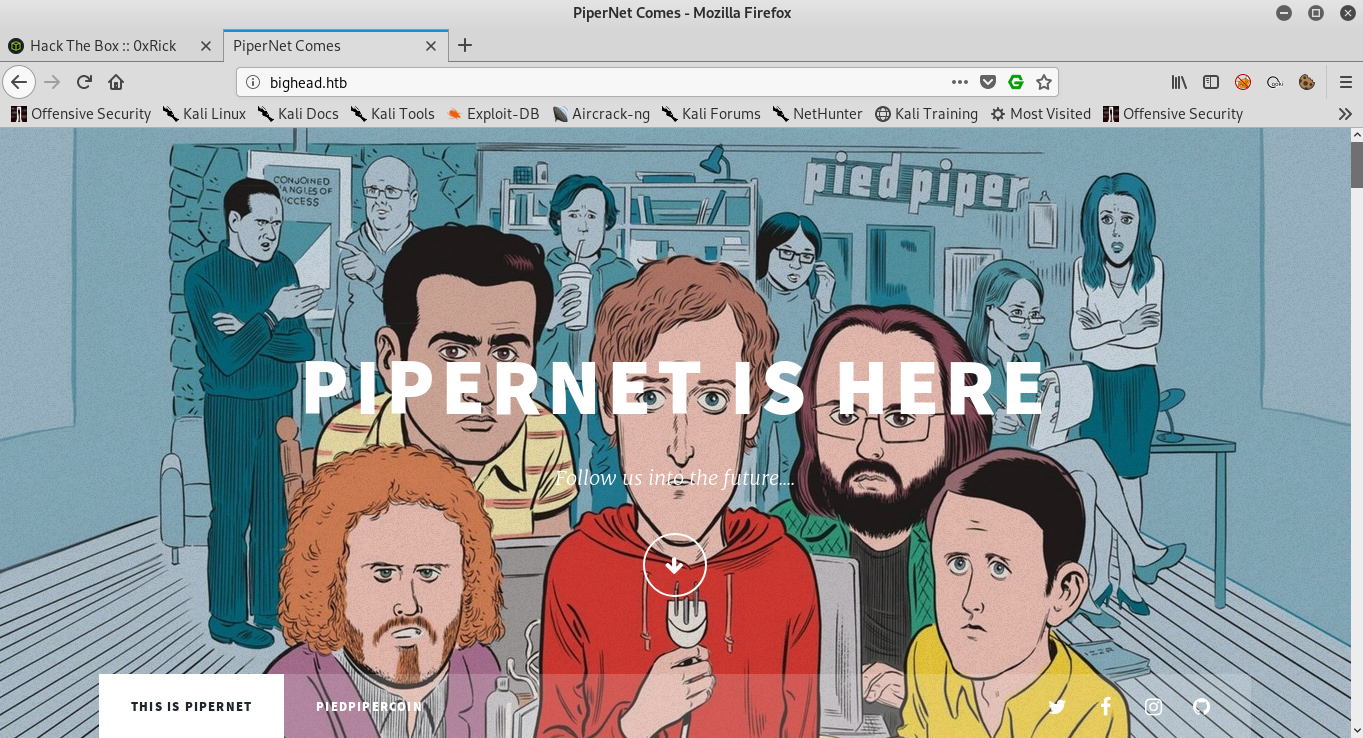 PiperNet Comes - Mozilla Firefox
Hack The Box :: 0xRick
PiperNet Comes
bighead.htb
Offensive Security Kali Linux Kali Docs Kali Tools Exploit-DB Aircrack-ng Kali Forums NetHunter Kali Training Most Visited Offensive Security
CONJOINED
ANGLES OF
CCESS
pied piper
PIPERNET IS HERE
Follow us into the future....
THIS IS PIPERNET PIEDPIPERCOIN